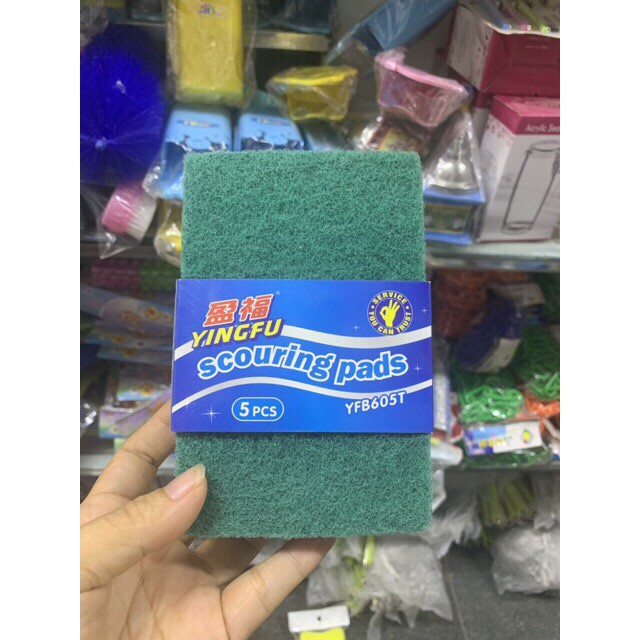 盈福®
YINGFU
SERVICE
YOU CAN TRUST
scouring pads
5 PCS
YFB605T